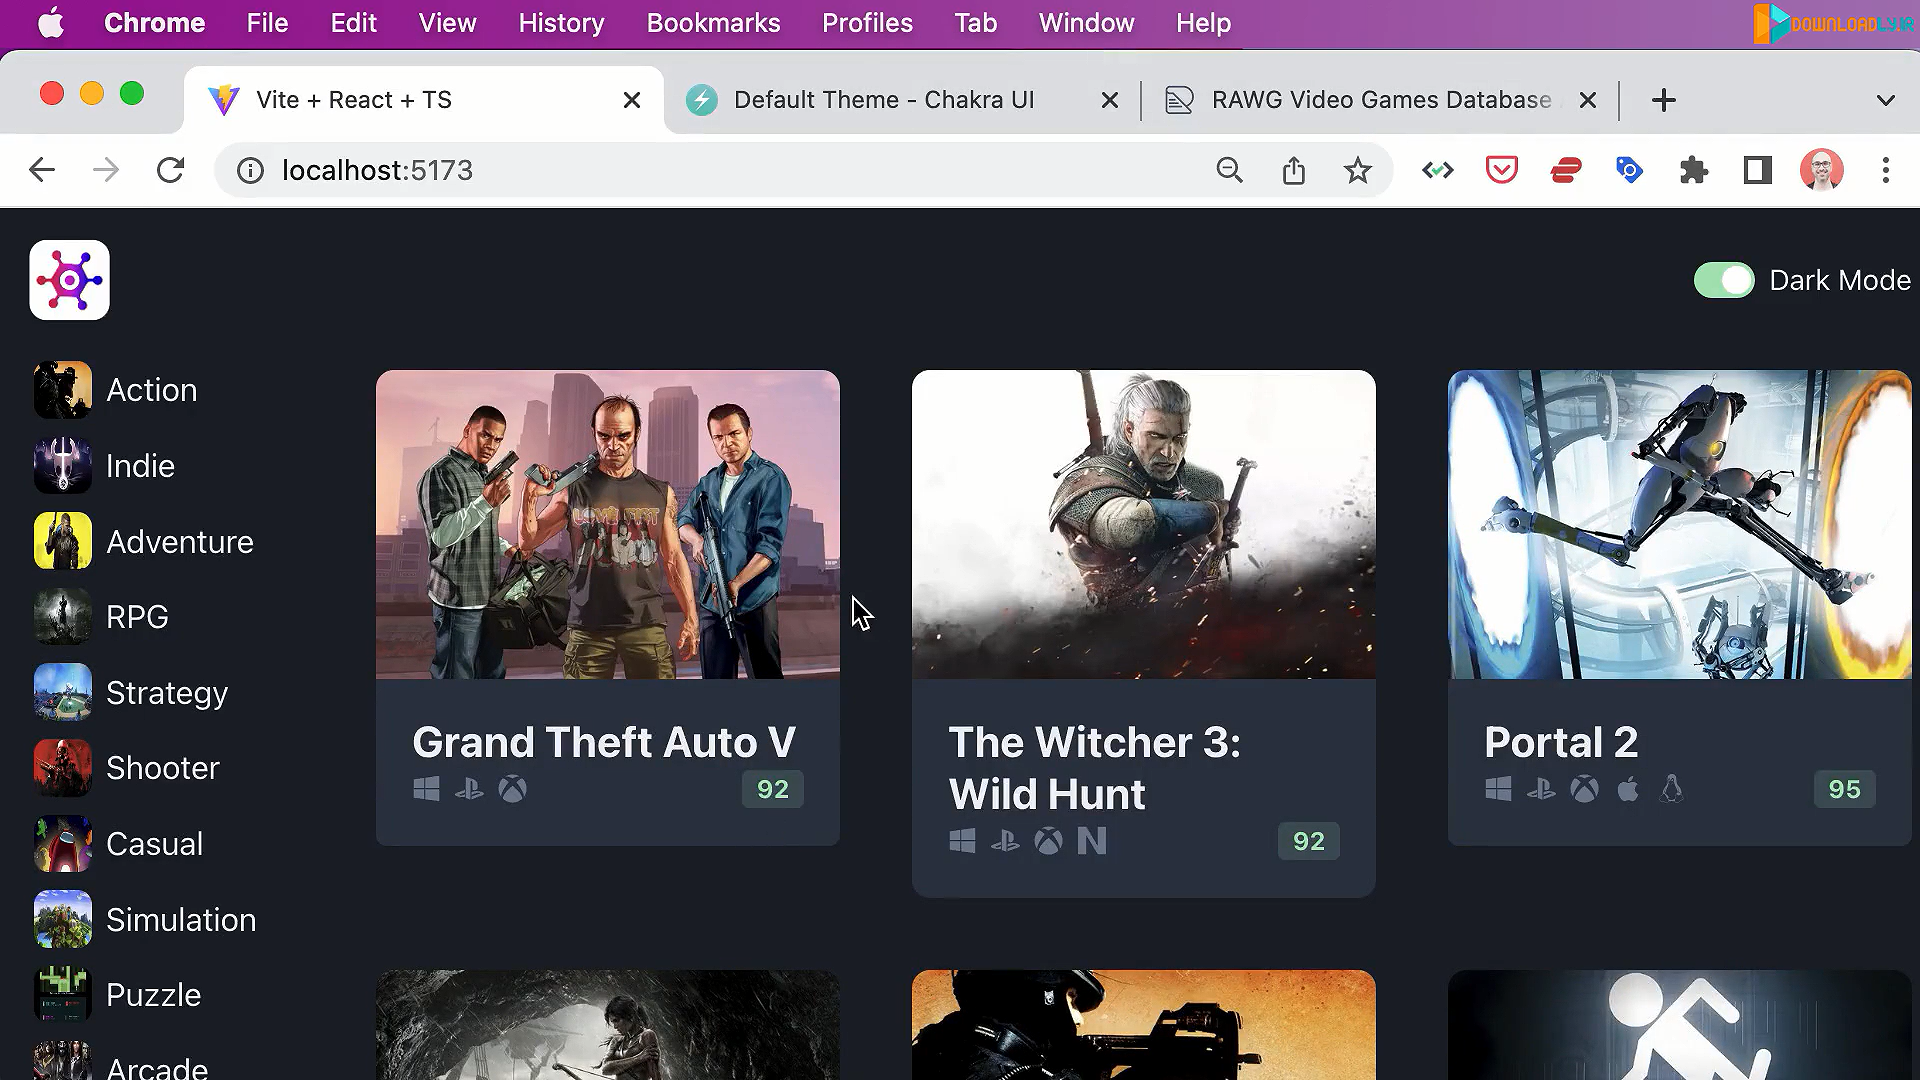 Chrome File Edit View History Bookmarks Profiles Tab Window Help
DOWNLOADLY.IR
Vite + React + TS
Default Theme - Chakra UI
RAWG Video Games Database
localhost:5173
Dark Mode
Action
Indie
Adventure
RPG
Strategy
Shooter
Casual
Simulation
Puzzle
Arcade
Grand Theft Auto V
92
The Witcher 3:
Wild Hunt
92
Portal 2
95